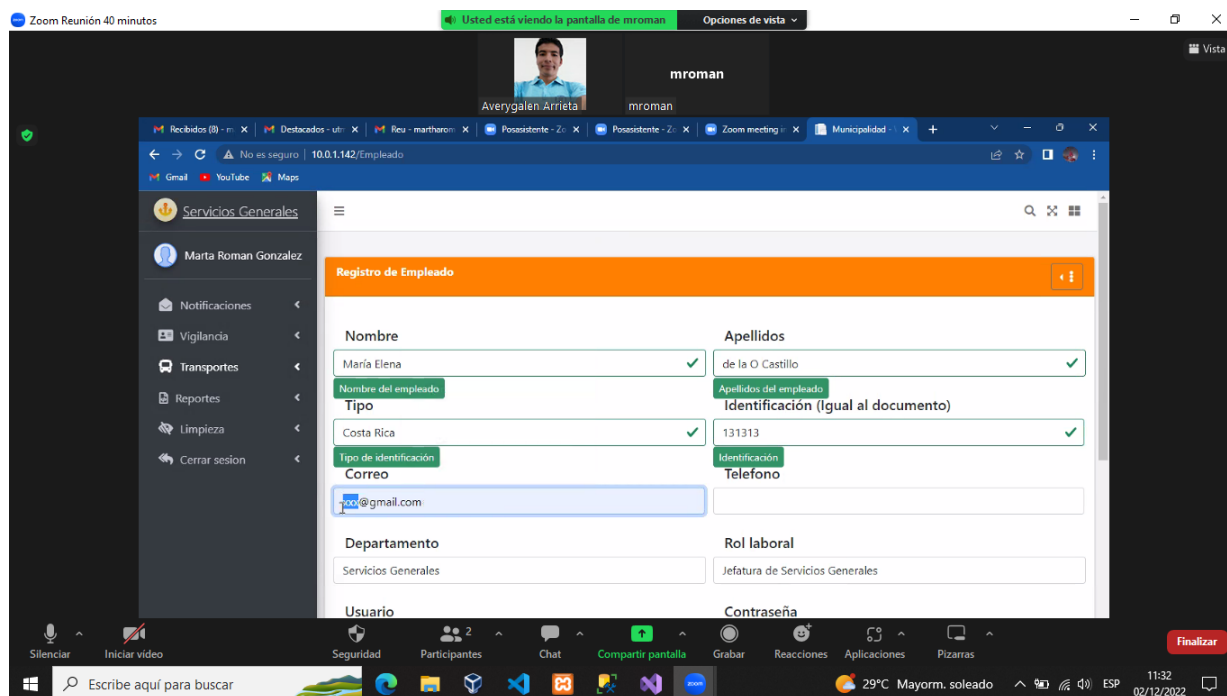 Zoom Reunión 40 minutos
Usted está viendo la pantalla de mroman
Opciones de vista
Vista
mroman
Averygalen Arrieta
mroman
Recibidos (8) - m
Destacados - utn
Reu - martharom
Posasistente - Zo
Posasistente - Zo
Zoom meeting in
Municipalidad -
No es seguro | 10.0.1.142/Empleado
Gmail YouTube Maps
Servicios Generales
Marta Roman Gonzalez
Notificaciones
Vigilancia
Transportes
Reportes
Limpieza
Cerrar sesion
Registro de Empleado
Nombre
Apellidos
María Elena
de la O Castillo
Nombre del empleado
Apellidos del empleado
Tipo
Identificación (Igual al documento)
Costa Rica
131313
Tipo de identificación
Identificación
Correo
Telefono
xxx@gmail.com
Departamento
Rol laboral
Servicios Generales
Jefatura de Servicios Generales
Usuario
Contraseña
Silenciar
Iniciar vídeo
Seguridad
2
Participantes
Chat
Compartir pantalla
Grabar
Reacciones
Aplicaciones
Pizarras
Finalizar
Escribe aquí para buscar
zoom
29°C Mayorm. soleado
ESP
11:32
02/12/2022